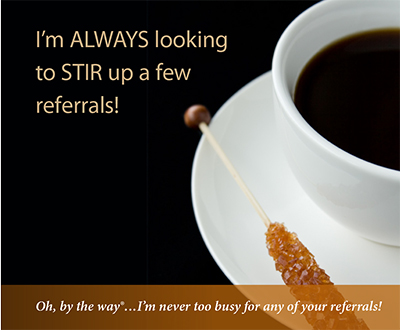 I'm ALWAYS looking
to STIR up a few
referrals!
Oh, by the way®…I'm never too busy for any of your referrals!